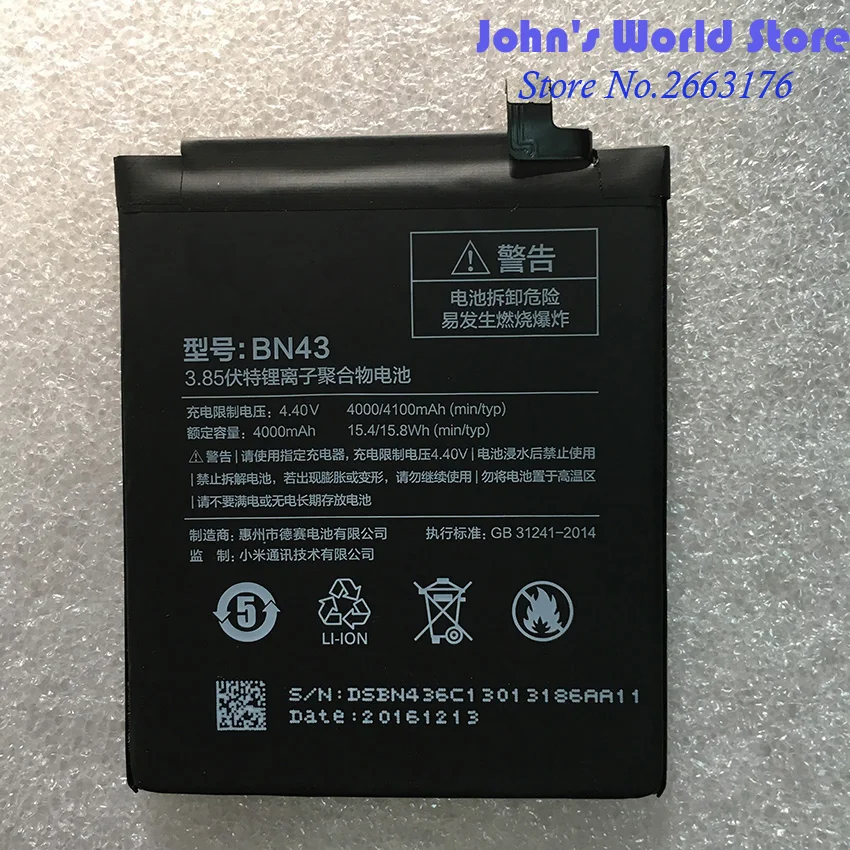 John's World Store
Store No.2663176
警告
电池拆卸危险
易发生燃烧爆炸
型号: BN43
3.85伏特锂离子聚合物电池
充电限制电压: 4.40V 4000/4100mAh (min/typ)
额定容量: 4000mAh 15.4/15.8Wh (min/typ)
警告|请使用指定充电器, 充电限制电压4.40V|电池浸水后禁止使用
|禁止拆解电池, 若出现膨胀或变形, 请勿继续使用|勿将电池置于高温区
|请不要满电或无电长期存放电池
制造商: 惠州市德赛电池有限公司 执行标准: GB 31241-2014
监 制: 小米通讯技术有限公司
5
LI-ION
S/N:DSBN436C13013186AA11
Date:20161213